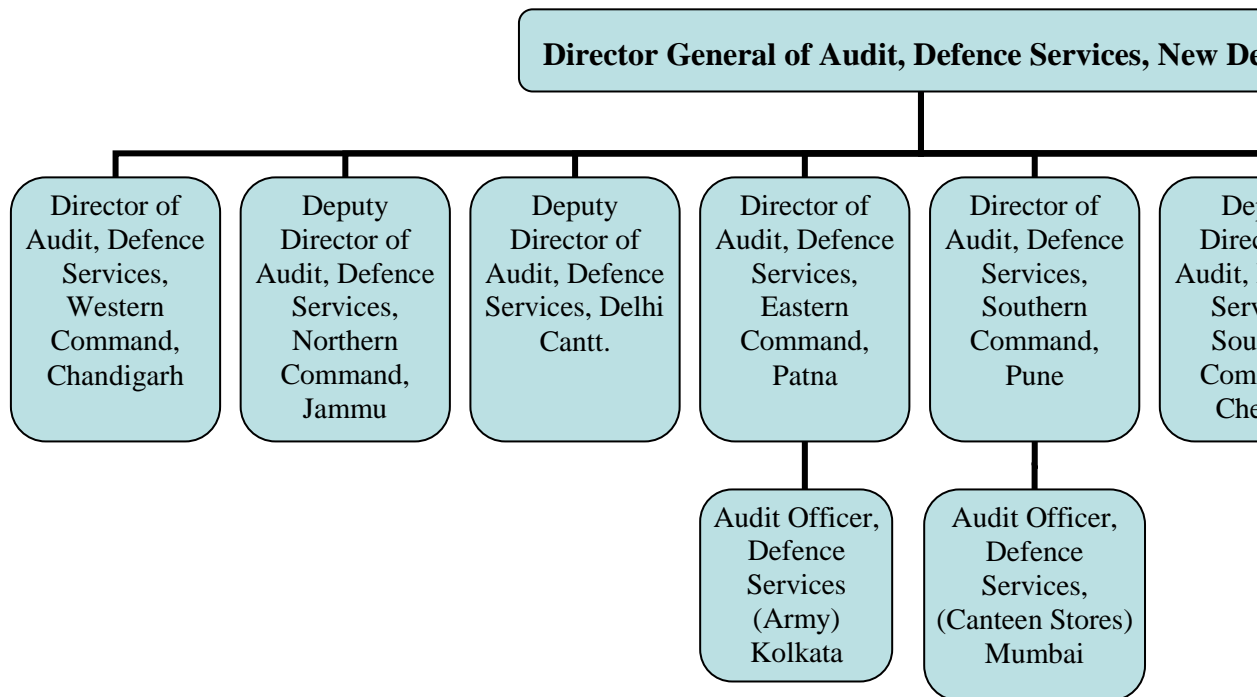 Director General of Audit, Defence Services, New
Director of
Audit, Defence
Services,
Western
Command,
Chandigarh
Deputy
Director of
Audit, Defence
Services,
Northern
Command,
Jammu
Deputy
Director of
Audit, Defence
Services, Delhi
Cantt.
Director of
Audit, Defence
Services,
Eastern
Command,
Patna
Director of
Audit, Defence
Services,
Southern
Command,
Pune
Audit,
Audit Officer,
Defence
Services
(Army)
Kolkata
Audit Officer,
Defence
Services,
(Canteen Stores)
Mumbai